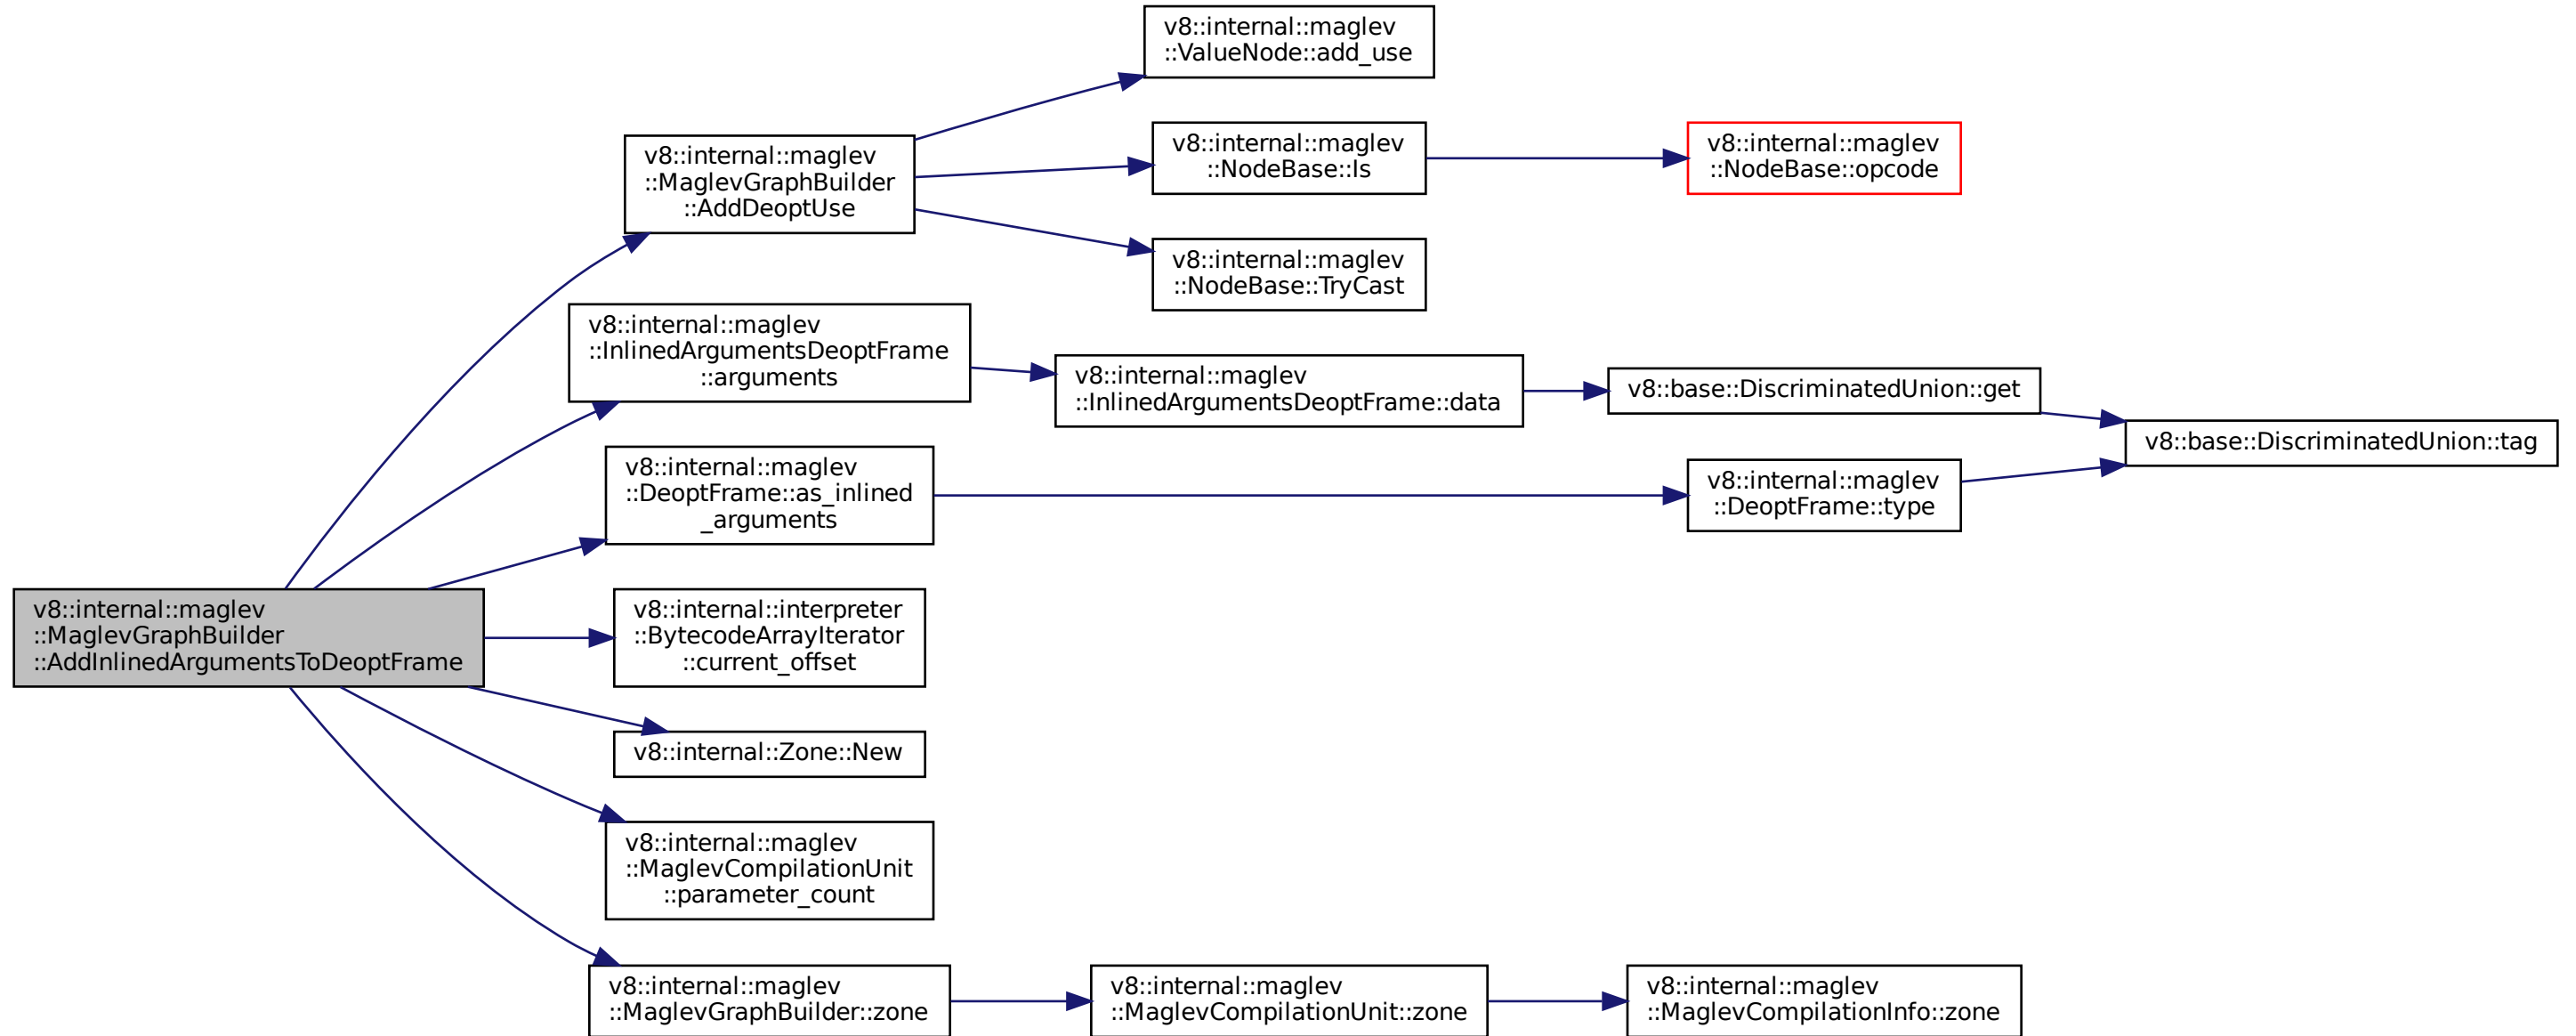 v8::internal::maglev
::ValueNode::add_use
v8::internal::maglev
::MaglevGraphBuilder
::AddDeoptUse
v8::internal::maglev
::NodeBase::Is
v8::internal::maglev
::NodeBase::opcode
v8::internal::maglev
::NodeBase::TryCast
v8::internal::maglev
::InlinedArgumentsDeoptFrame
::arguments
v8::internal::maglev
::InlinedArgumentsDeoptFrame::data
v8::base::DiscriminatedUnion::get
v8::base::DiscriminatedUnion::tag
v8::internal::maglev
::DeoptFrame::as_inlined
_arguments
v8::internal::maglev
::DeoptFrame::type
v8::internal::maglev
::MaglevGraphBuilder
::AddInlinedArgumentsToDeoptFrame
v8::internal::interpreter
::BytecodeArrayIterator
::current_offset
v8::internal::Zone::New
v8::internal::maglev
::MaglevCompilationUnit
::parameter_count
v8::internal::maglev
::MaglevGraphBuilder::zone
v8::internal::maglev
::MaglevCompilationUnit::zone
v8::internal::maglev
::MaglevCompilationInfo::zone